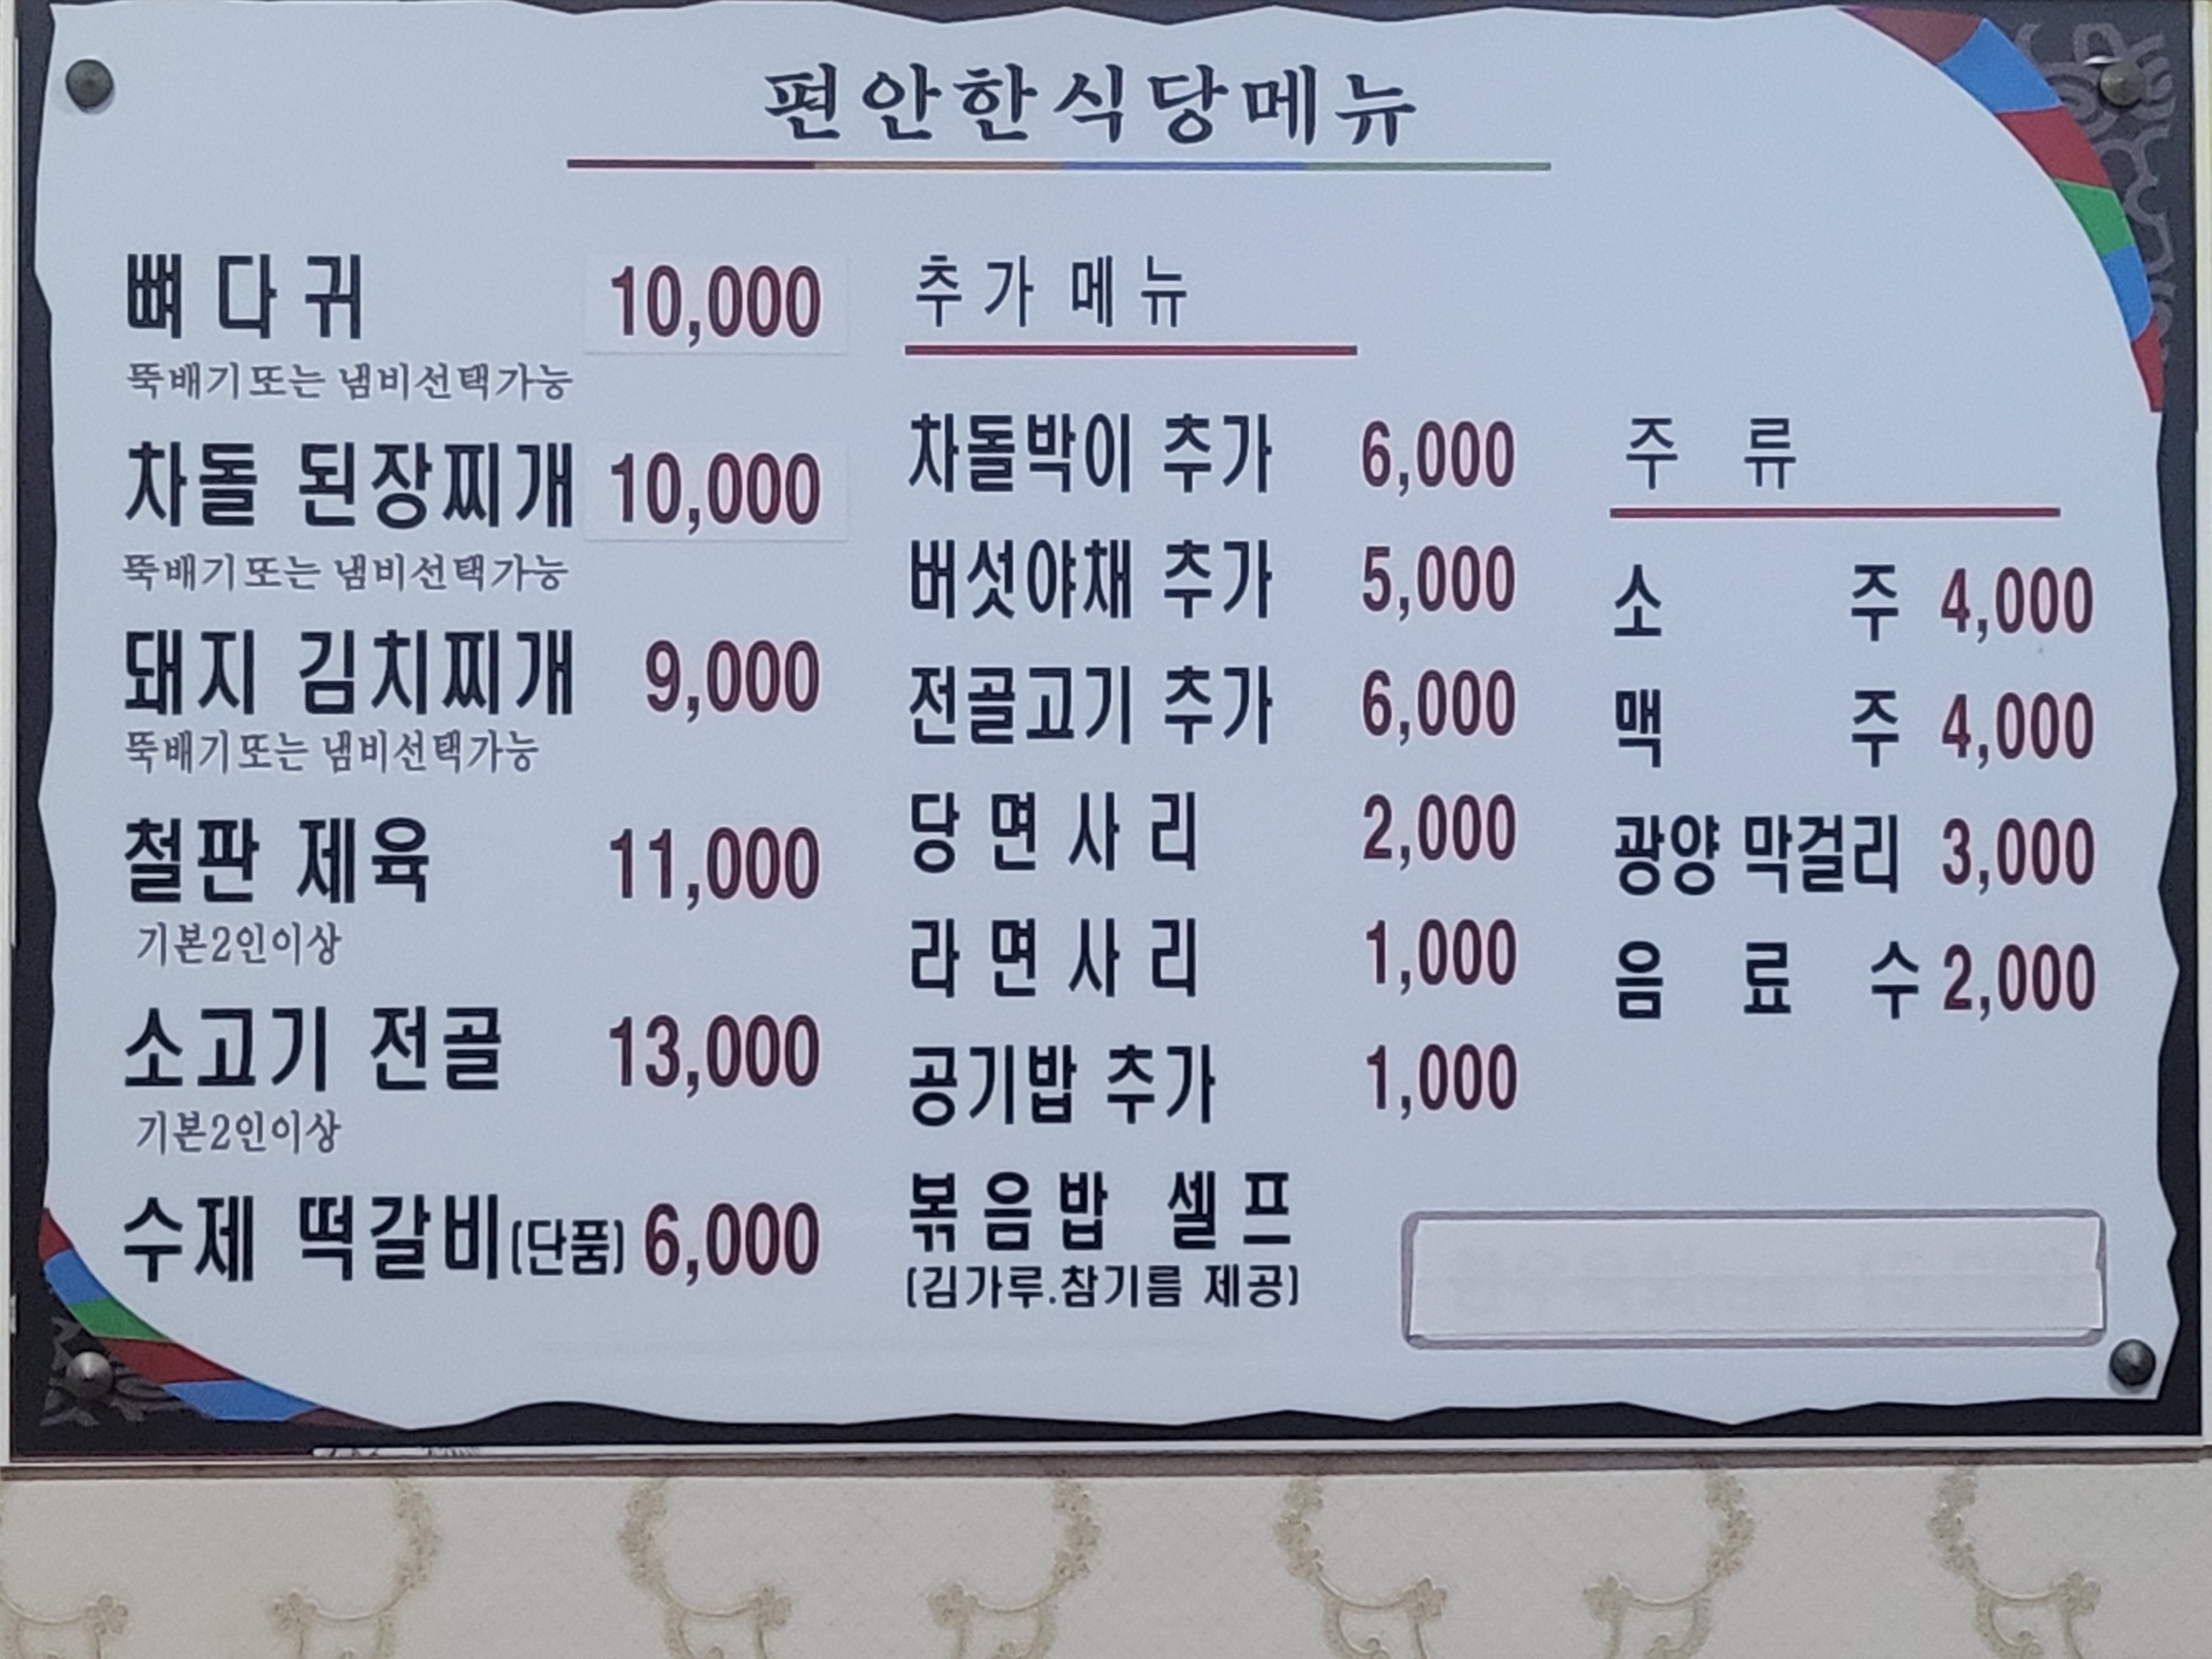 편안한식당메뉴
뼈다귀 10,000
뚝배기또는 냄비선택가능
차돌 된장찌개 10,000
뚝배기또는 냄비선택가능
돼지 김치찌개 9,000
뚝배기또는 냄비선택가능
철판 제육 11,000
기본2인이상
소고기 전골 13,000
기본2인이상
수제 떡갈비(단품) 6,000
추가 메뉴
차돌박이 추가 6,000
버섯야채 추가 5,000
전골고기 추가 6,000
당면사리 2,000
라면사리 1,000
공기밥 추가 1,000
볶음밥 셀프
(김가루.참기름 제공)
주 류
소 주 4,000
맥 주 4,000
광양 막걸리 3,000
음 료 수 2,000